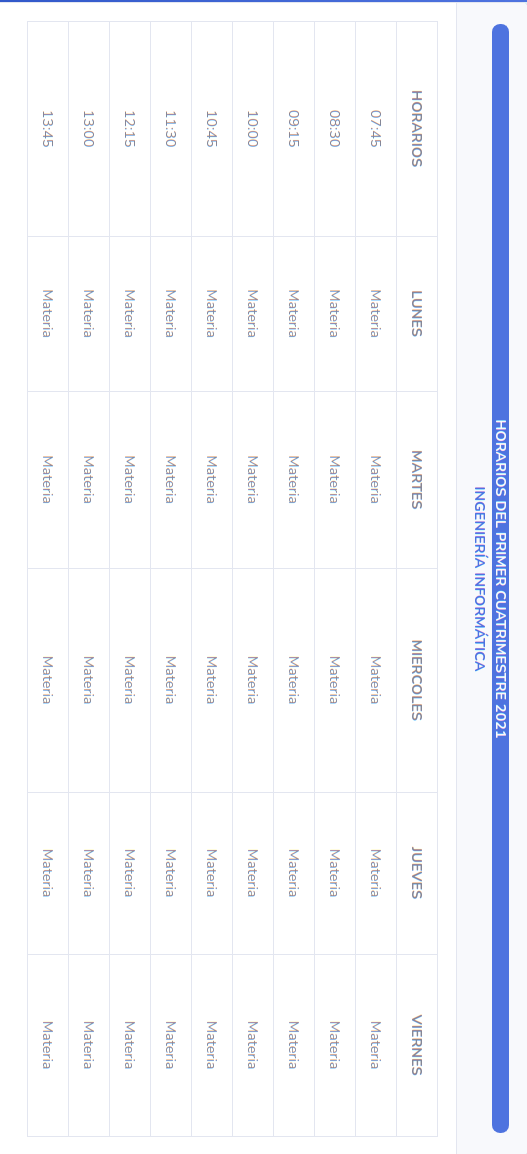 HORARIOS DEL PRIMER CUATRIMESTRE 2021
INGENIERÍA INFORMÁTICA
HORARIOS LUNES MARTES MIERCOLES JUEVES VIERNES
07:45 Materia Materia Materia Materia Materia
08:30 Materia Materia Materia Materia Materia
09:15 Materia Materia Materia Materia Materia
10:00 Materia Materia Materia Materia Materia
10:45 Materia Materia Materia Materia Materia
11:30 Materia Materia Materia Materia Materia
12:15 Materia Materia Materia Materia Materia
13:00 Materia Materia Materia Materia Materia
13:45 Materia Materia Materia Materia Materia